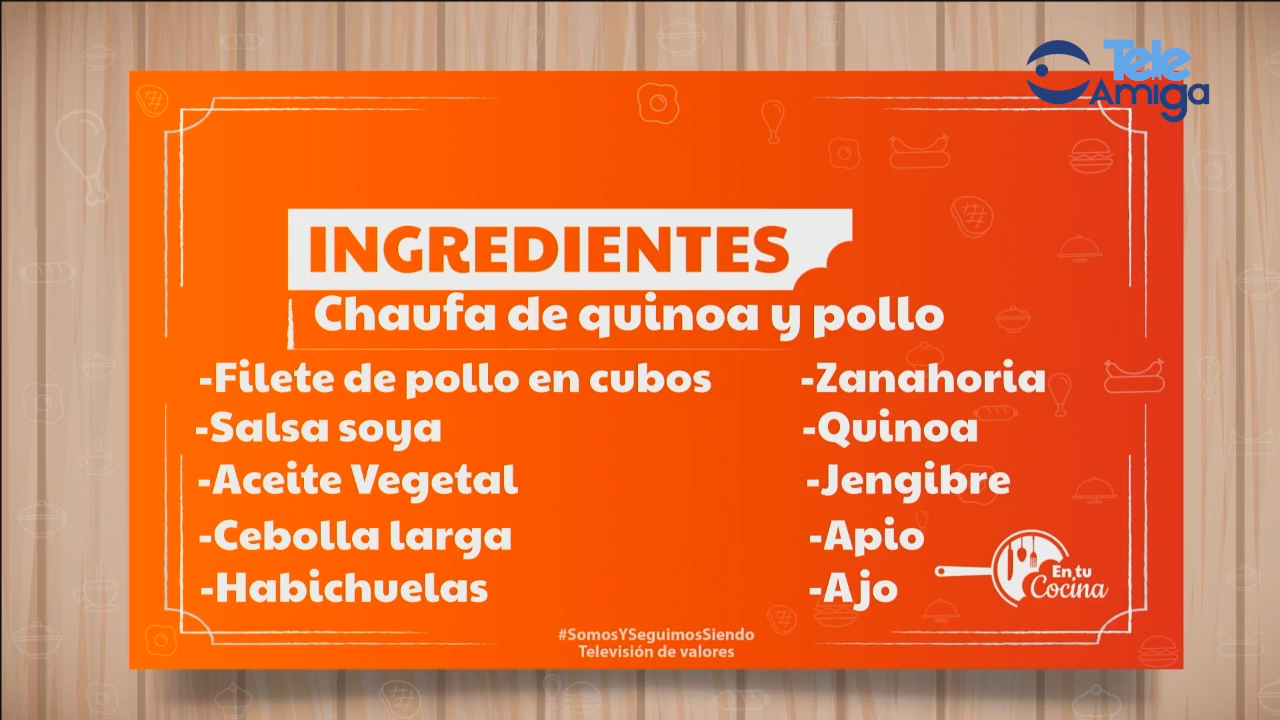 Tele
Amiga
INGREDIENTES
Chaufa de quinoa y pollo
-Filete de pollo en cubos
-Salsa soya
-Aceite Vegetal
-Cebolla larga
-Habichuelas
-Zanahoria
-Quinoa
-Jengibre
-Apio
-Ajo
En tu
Cocina
#SomosYSeguimosSiendo
Televisión de valores